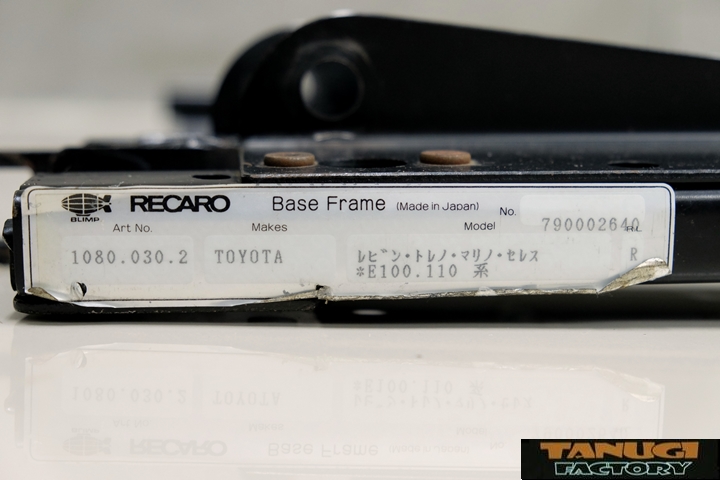 BLIMP RECARO Base Frame (Made in Japan) No. 790002640
Art No. Makes Model R/L
1080.030.2 TOYOTA レビン・トレノ・マリノ・セレス R
*E100.110 系
TANUGI
FACTORY